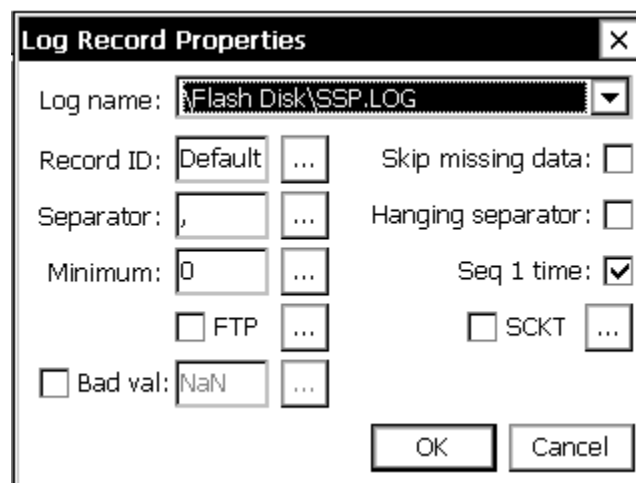 Log Record Properties
Log name: \Flash Disk\SSP.LOG
Record ID: Default ... Skip missing data:
Separator: , ... Hanging separator:
Minimum: 0 ... Seq 1 time:
FTP ... SCKT ...
Bad val: NaN ...
OK Cancel